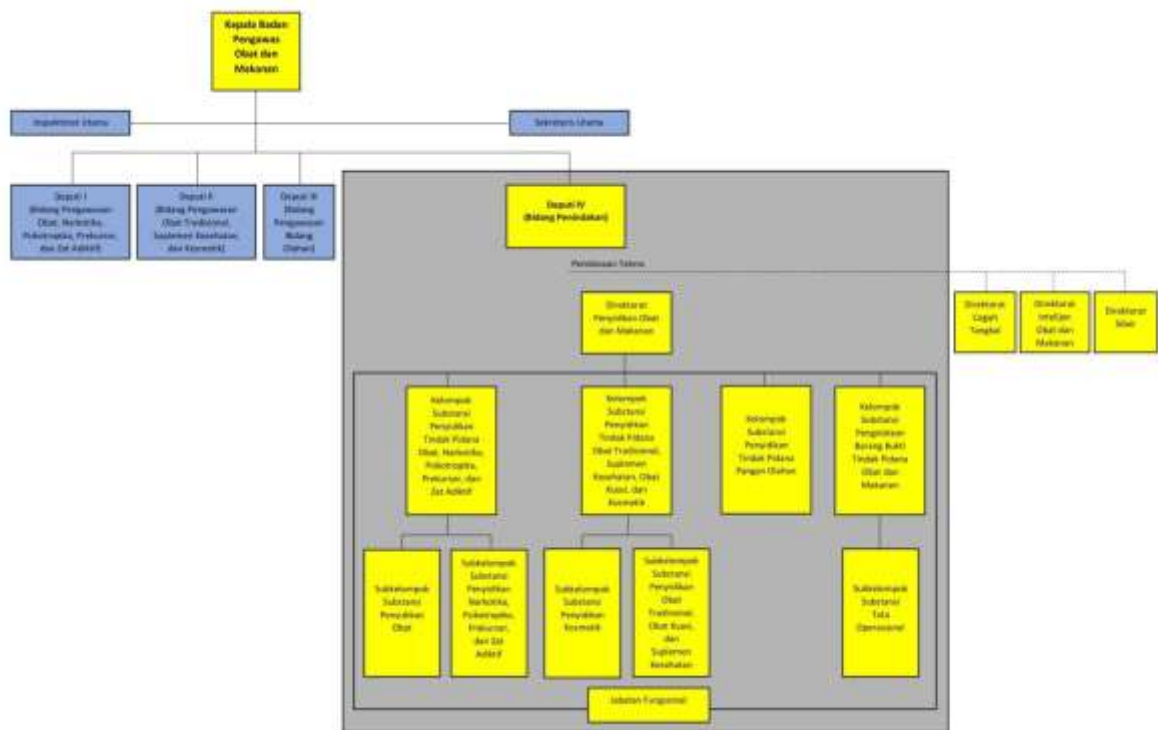 Kepala Badan
Pengawas
Obat dan
Makanan
Inspektorat Utama
Sekretaris Utama
Deputi I
(Bidang Pengawasan
Obat, Narkotika,
Psikotropika, Prekursor,
dan Zat Adiktif)
Deputi II
(Bidang Pengawasan
Obat Tradisional,
Suplemen Kesehatan,
dan Kosmetik)
Deputi III
(Bidang
Pengawasan
Olahan)
Deputi IV
(Bidang Penindakan)
Pembinaan Teknis
Direktorat
Cegah
Tangkal
Direktorat
Intelijen
Obat dan
Makanan
Direktorat
Siber
Direktorat
Penyidikan Obat
dan Makanan
Kelompok
Substansi
Penyidikan
Tindak Pidana
Obat, Narkotika,
Psikotropika,
Prekursor, dan
Zat Adiktif
Kelompok
Substansi
Penyidikan
Tindak Pidana
Obat Tradisional,
Suplemen
Kesehatan, Obat
Kuasi, dan
Kosmetik
Kelompok
Substansi
Penyidikan
Tindak Pidana
Pangan Olahan
Kelompok
Substansi
Pengelolaan
Barang Bukti
Tindak Pidana
Obat dan
Makanan
Subkelompok
Substansi
Penyidikan
Obat
Subkelompok
Substansi
Penyidikan
Narkotika,
Psikotropika,
Prekursor,
dan Zat
Adiktif
Subkelompok
Substansi
Penyidikan
Kosmetik
Subkelompok
Substansi
Penyidikan
Obat
Tradisional,
Obat Kuasi,
dan
Suplemen
Kesehatan
Subkelompok
Substansi
Tata
Operasional
Jabatan Fungsional